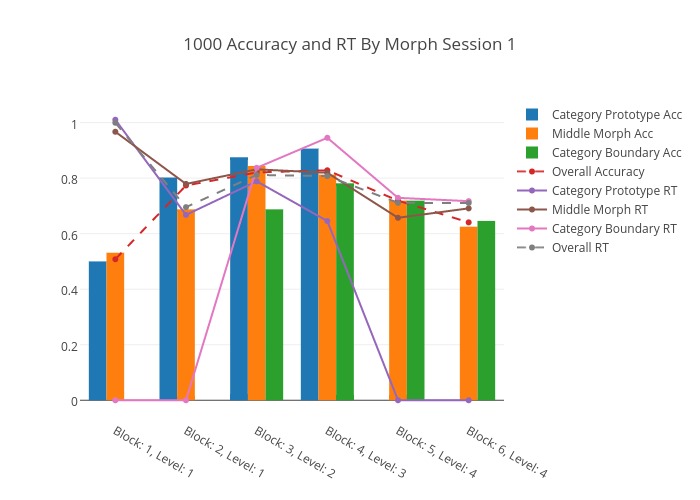 1000 Accuracy and RT By Morph Session 1
1
0.8
0.6
0.4
0.2
0
Block: 1, Level: 1
Block: 2, Level: 1
Block: 3, Level: 2
Block: 4, Level: 3
Block: 5, Level: 4
Block: 6, Level: 4
Category Prototype Acc
Middle Morph Acc
Category Boundary Acc
Overall Accuracy
Category Prototype RT
Middle Morph RT
Category Boundary RT
Overall RT